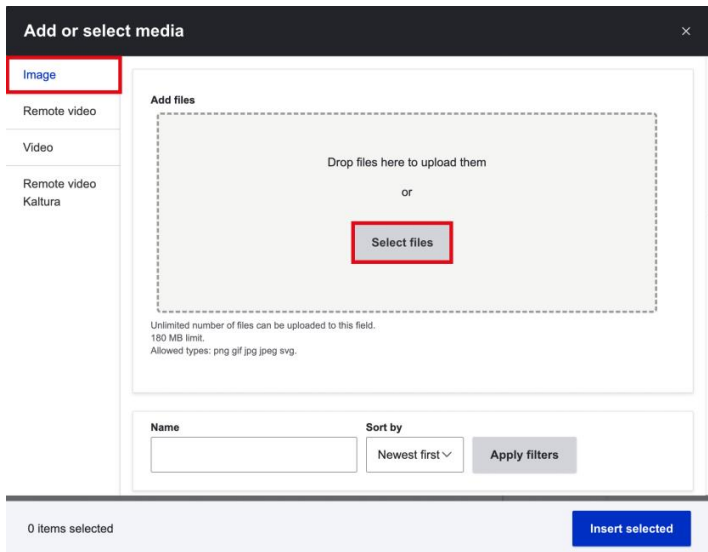 Add or select media
Image
Remote video
Video
Remote video
Kaltura
Add files
Drop files here to upload them
or
Select files
Unlimited number of files can be uploaded to this field.
180 MB limit.
Allowed types: png gif jpg jpeg svg.
Name
Sort by
Newest first
Apply filters
0 items selected
Insert selected